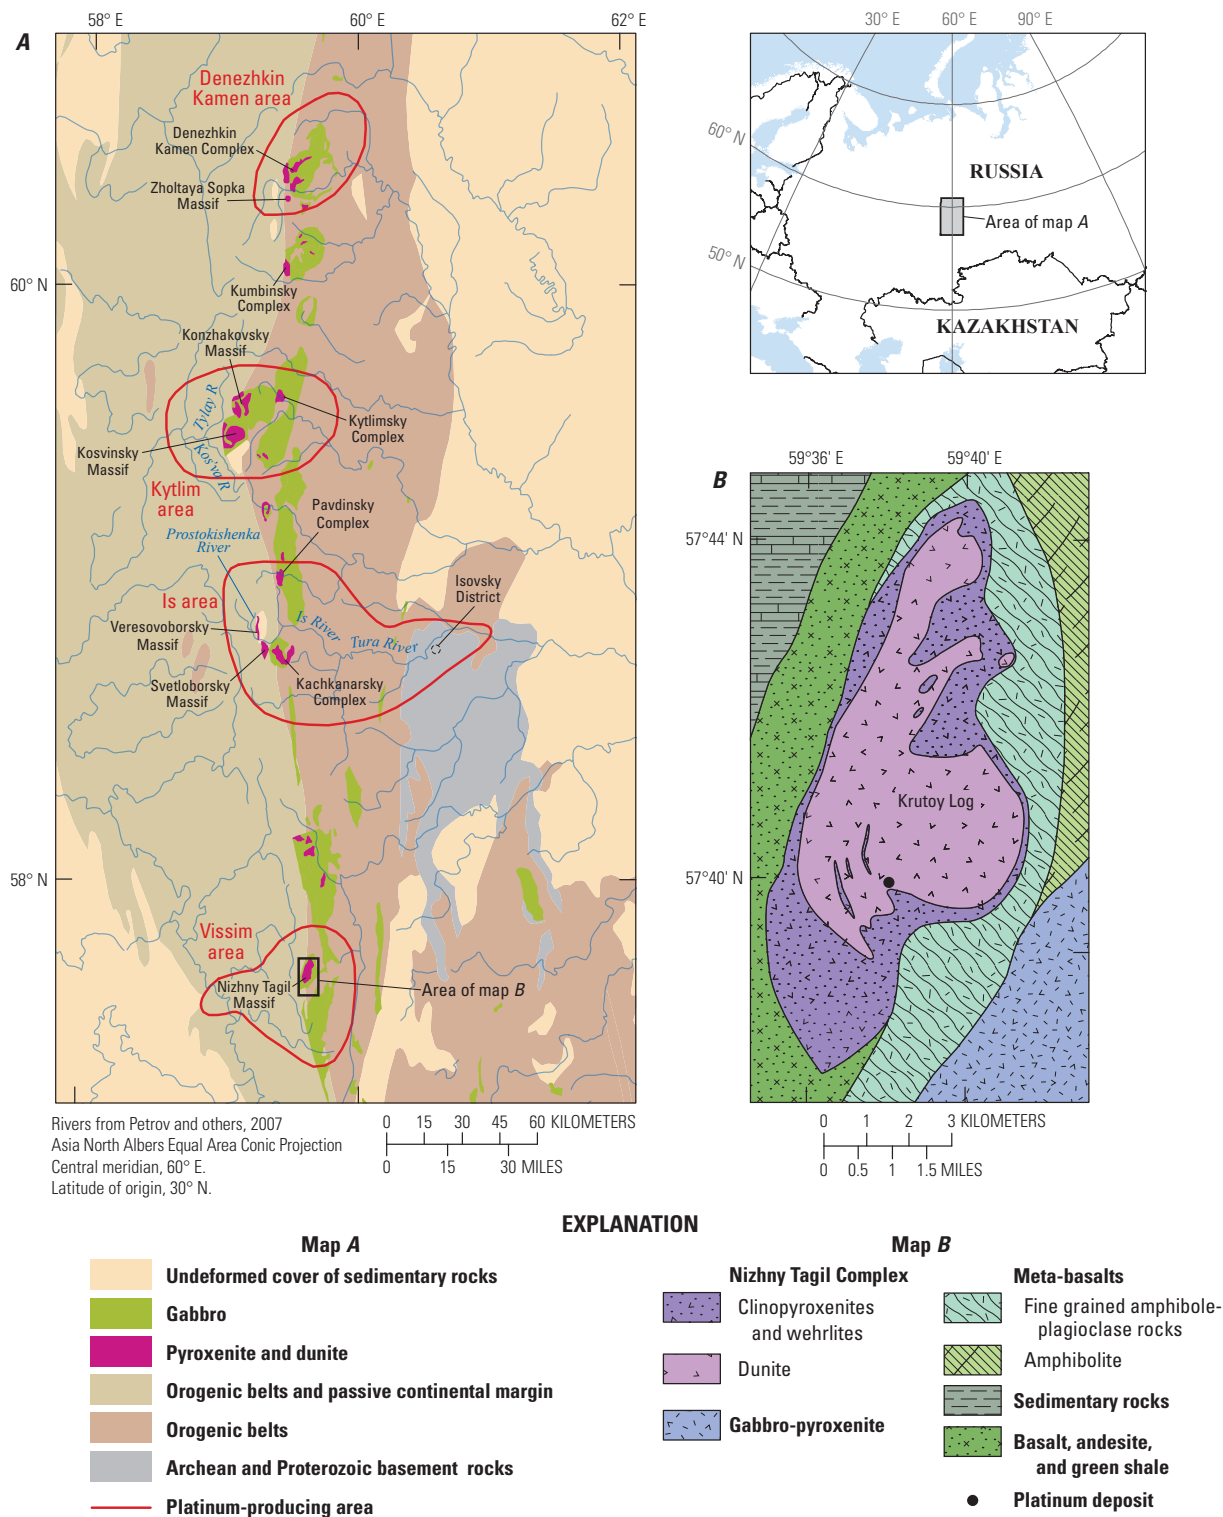 A
58° E
60° E
62° E
60° N
58° N
Denezhkin
Kamen area
Denezhkin
Kamen Complex
Zholtaya Sopka
Massif
Kumbinsky
Complex
Konzhakovsky
Massif
Tylay R
Kytlimsky
Complex
Kosvinsky
Massif
Kos'va R
Kytlim
area
Pavdinsky
Complex
Prostokishenka
River
Isovsky
District
Is area
Is River
Veresovoborsky
Massif
Tura River
Svetloborsky
Massif
Kachkanarsky
Complex
Vissim
area
Nizhny Tagil
Massif
Area of map B
Rivers from Petrov and others, 2007
Asia North Albers Equal Area Conic Projection
Central meridian, 60° E.
Latitude of origin, 30° N.
0 15 30 45 60 KILOMETERS
0 15 30 MILES
30° E 60° E 90° E
60° N
50° N
RUSSIA
Area of map A
KAZAKHSTAN
B
59°36' E
59°40' E
57°44' N
57°40' N
Krutoy Log
0 1 2 3 KILOMETERS
0 0.5 1 1.5 MILES
EXPLANATION
Map A
Undeformed cover of sedimentary rocks
Gabbro
Pyroxenite and dunite
Orogenic belts and passive continental margin
Orogenic belts
Archean and Proterozoic basement rocks
Platinum-producing area
Map B
Nizhny Tagil Complex
Clinopyroxenites
and wehrlites
Dunite
Gabbro-pyroxenite
Meta-basalts
Fine grained amphibole-
plagioclase rocks
Amphibolite
Sedimentary rocks
Basalt, andesite,
and green shale
Platinum deposit